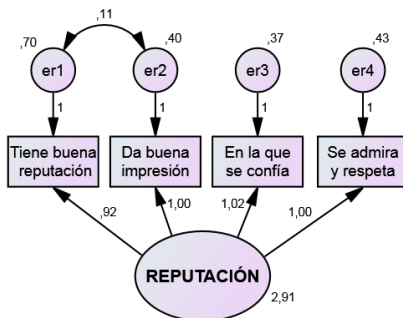 ,11
,70
,40
,37
,43
er1
er2
er3
er4
1
1
1
1
Tiene buena
reputación
Da buena
impresión
En la que
se confía
Se admira
y respeta
,92
1,00
1,02
1,00
REPUTACIÓN
2,91